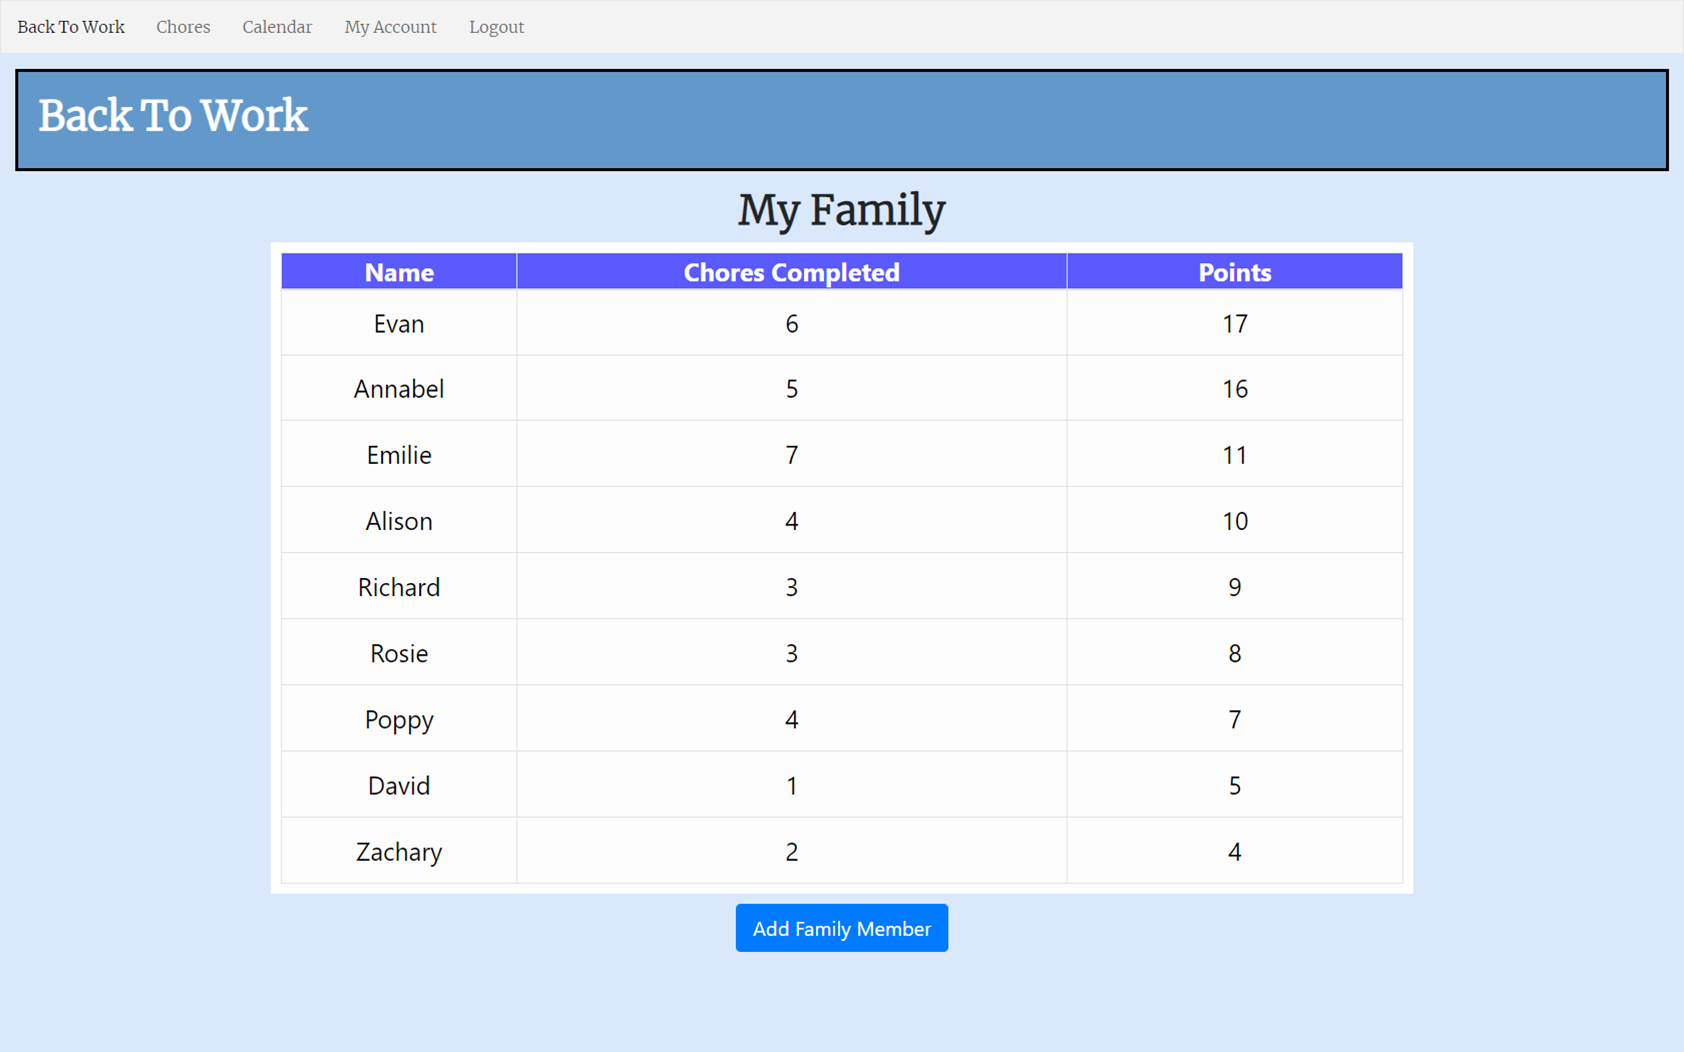 Back To Work Chores Calendar My Account Logout
Back To Work
My Family
Name Chores Completed Points
Evan 6 17
Annabel 5 16
Emilie 7 11
Alison 4 10
Richard 3 9
Rosie 3 8
Poppy 4 7
David 1 5
Zachary 2 4
Add Family Member